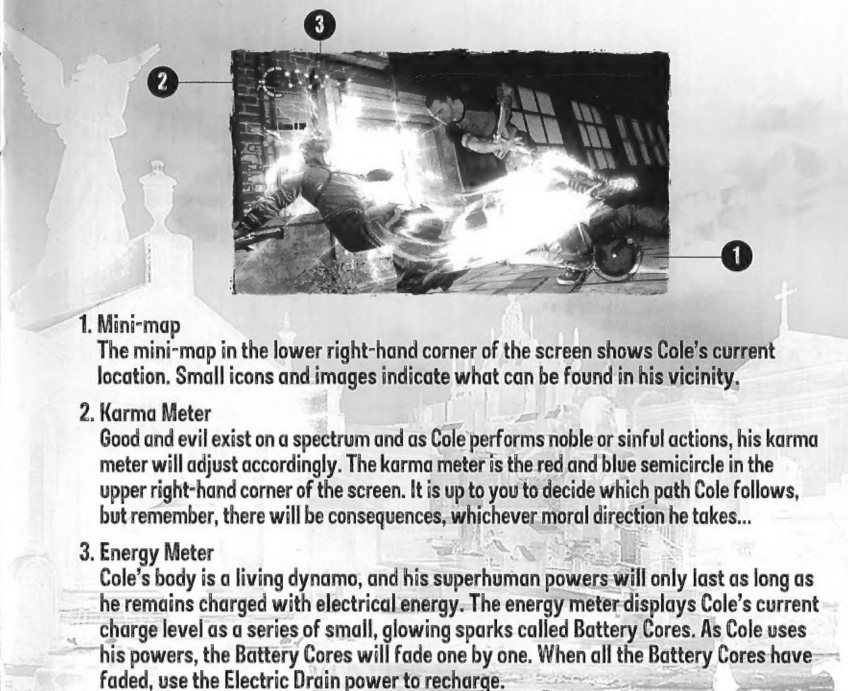 3
2
1
1. Mini-map
The mini-map in the lower right-hand corner of the screen shows Cole's current
location. Small icons and images indicate what can be found in his vicinity.
2. Karma Meter
Good and evil exist on a spectrum and as Cole performs noble or sinful actions, his karma
meter will adjust accordingly. The karma meter is the red and blue semicircle in the
upper right-hand corner of the screen. It is up to you to decide which path Cole follows,
but remember, there will be consequences, whichever moral direction he takes...
3. Energy Meter
Cole's body is a living dynamo, and his superhuman powers will only last as long as
he remains charged with electrical energy. The energy meter displays Cole's current
charge level as a series of small, glowing sparks called Battery Cores. As Cole uses
his powers, the Battery Cores will fade one by one. When all the Battery Cores have
faded, use the Electric Drain power to recharge.